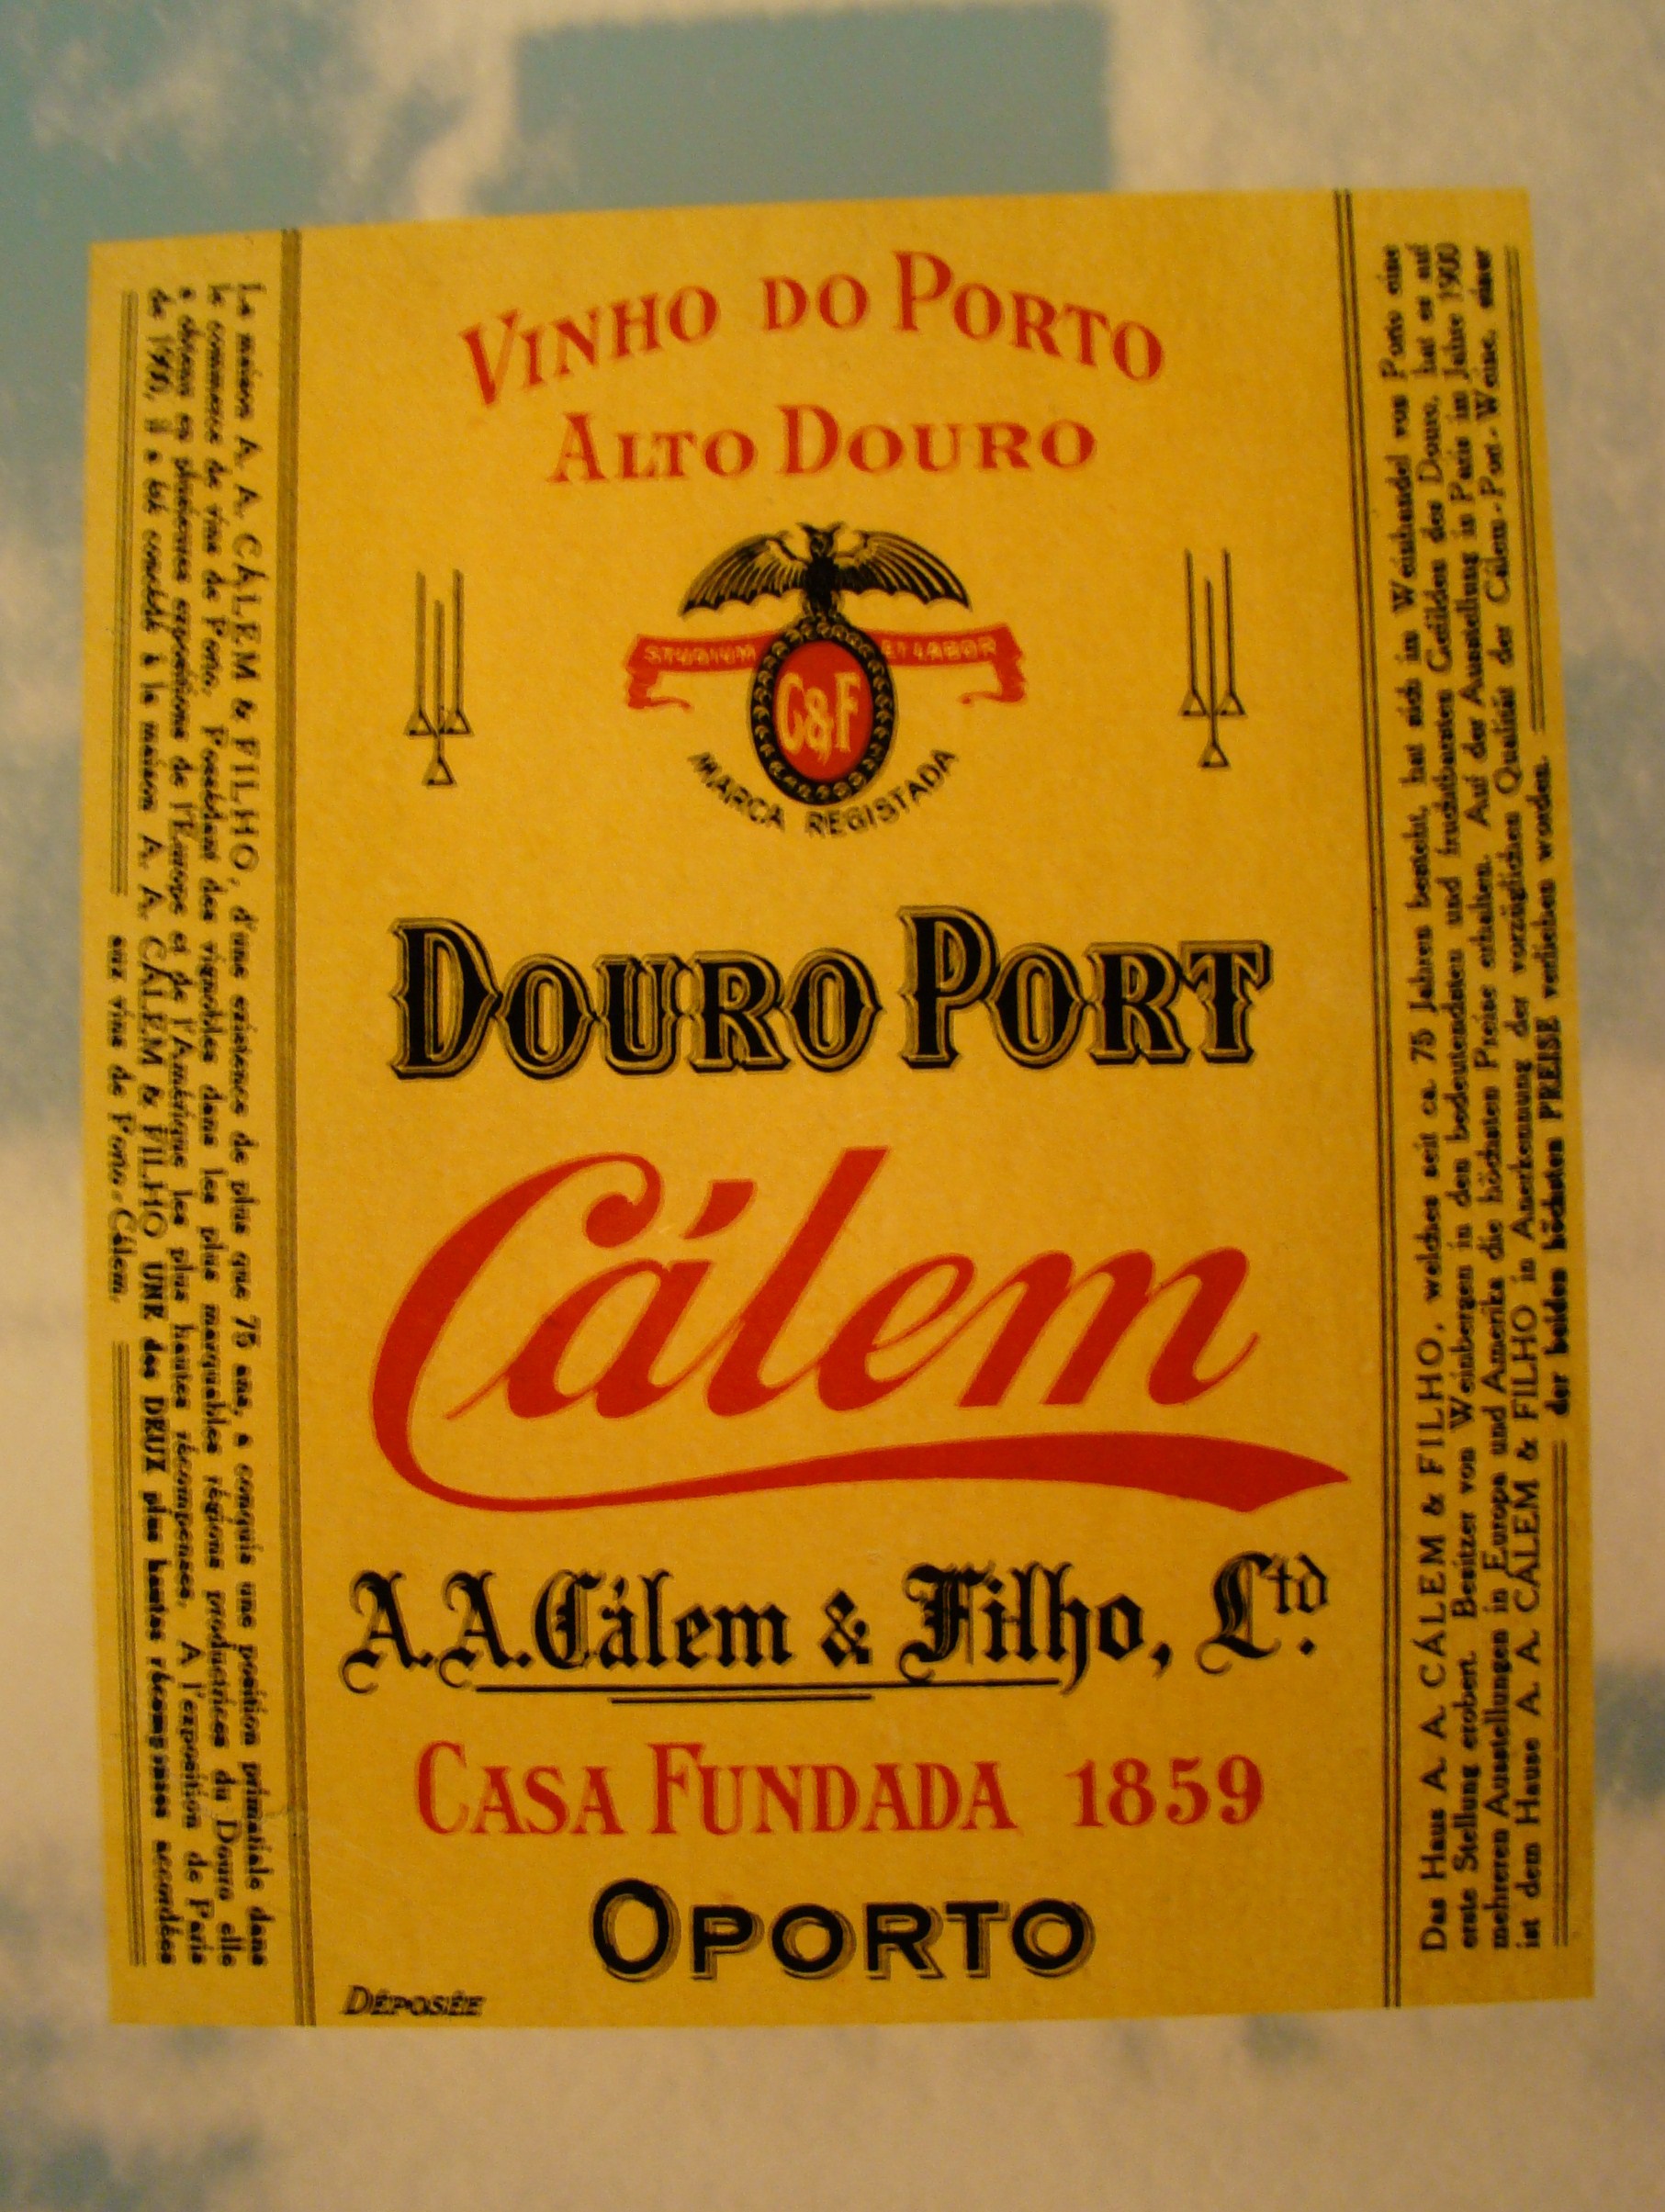 VINHO DO PORTO
ALTO DOURO
STUDIUM ET LABOR
C&F
MARCA REGISTADA
DOURO PORT
Cálem
A.A.Cálem & Filho, Ltd.
CASA FUNDADA 1859
OPORTO
DÉPOSÉE
La maison A. A. CÁLEM & FILHO, d'une existence de plus que 75 ans, a conquis une position primatiale dans
le commerce de vins de Porto. Possédant des vignobles dans les plus marquables régions productrices du Douro elle
a obtenu en plusieures expositions de l'Europe et de l'Amérique les plus hautes récompenses. A l'exposition de Paris
de 1900, il a été concédé à la maison A. A. CÁLEM & FILHO UNE des DEUX plus hautes récompenses accordées
aux vins de Porto-Cálem.
Das Haus A. A. CÁLEM & FILHO, welches seit ca. 75 Jahren besteht, hat sich im Weinhandel von Porto eine
erste Stellung erobert. Besitzer von Weinbergen in den bedeutendsten und fruchtbarsten Gefilden des Douro, hat es auf
mehreren Ausstellungen in Europa und Amerika die höchsten Preise erhalten. Auf der Ausstellung in Paris im Jahre 1900
ist dem Hause A. A. CÁLEM & FILHO in Anerkennung der vorzüglichen Qualität der Cálem-Port-Weine, einer
der beiden höchsten PREISE verliehen worden.